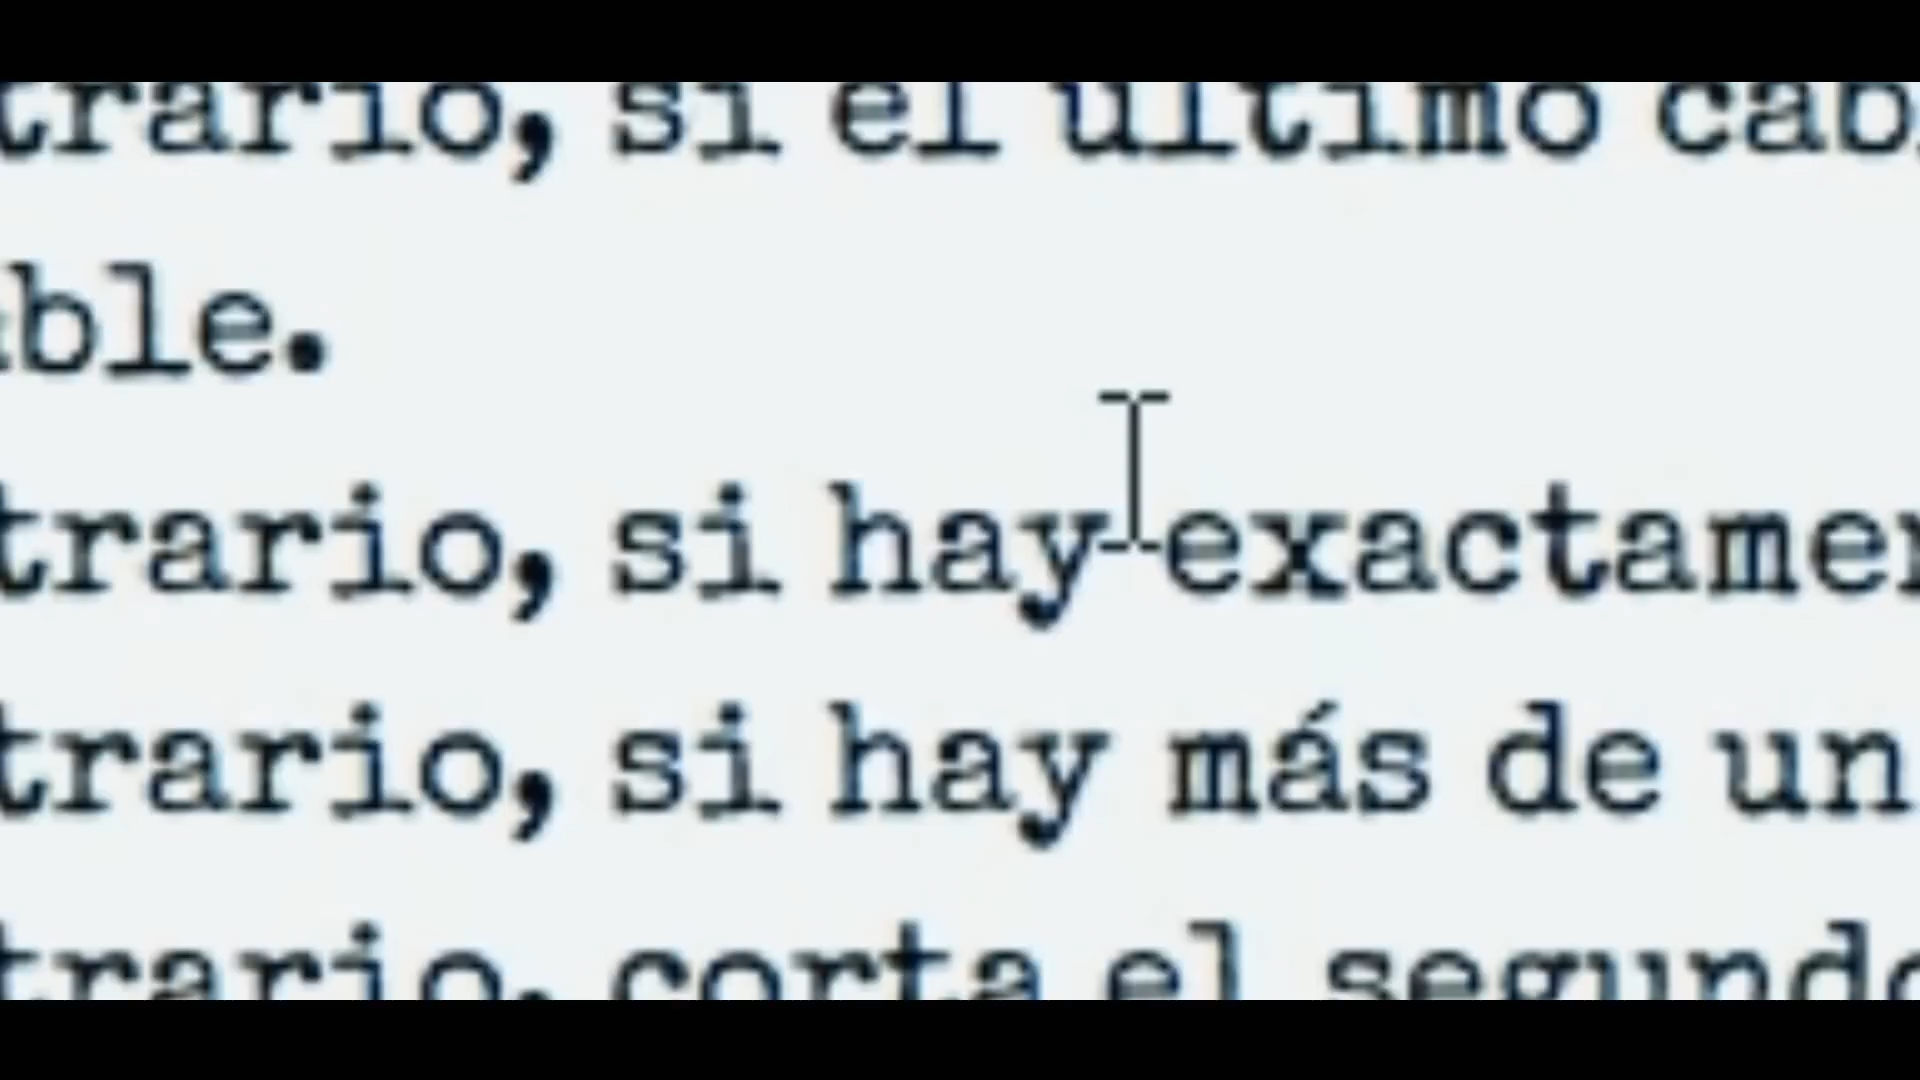 trario, si el último cab
able.
trario, si hay exactamen
trario, si hay más de un
trario, corta el segundo